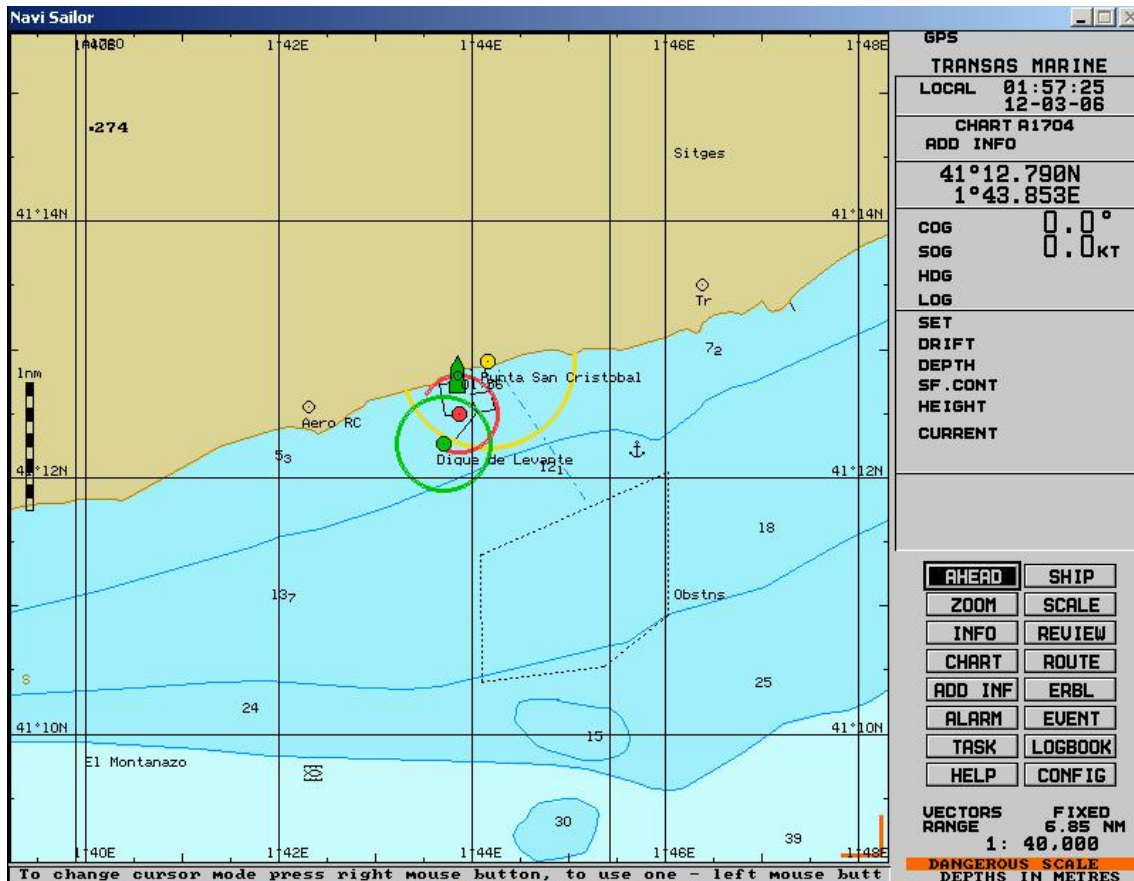 Navi Sailor
1°40E
1°42E
1°44E
1°46E
1°48E
274
Sitges
41°14N
41°14N
Tr
72
1nm
Punta San Cristobal
Aero RC
53
Dique de Levante
121
41°12N
41°12N
18
137
Obstns
S
24
25
41°10N
41°10N
15
El Montanazo
30
39
1°40E
1°42E
1°44E
1°46E
1°48E
To change cursor mode press right mouse button, to use one - left mouse butt
GPS
TRANSAS MARINE
LOCAL 01:57:25
12-03-06
CHART A1704
ADD INFO
41°12.790N
1°43.853E
COG 0.0°
SOG 0.0KT
HDG
LOG
SET
DRIFT
DEPTH
SF.CONT
HEIGHT
CURRENT
AHEAD SHIP
ZOOM SCALE
INFO REVIEW
CHART ROUTE
ADD INF ERBL
ALARM EVENT
TASK LOGBOOK
HELP CONFIG
VECTORS FIXED
RANGE 6.85 NM
1: 40,000
DANGEROUS SCALE
DEPTHS IN METRES